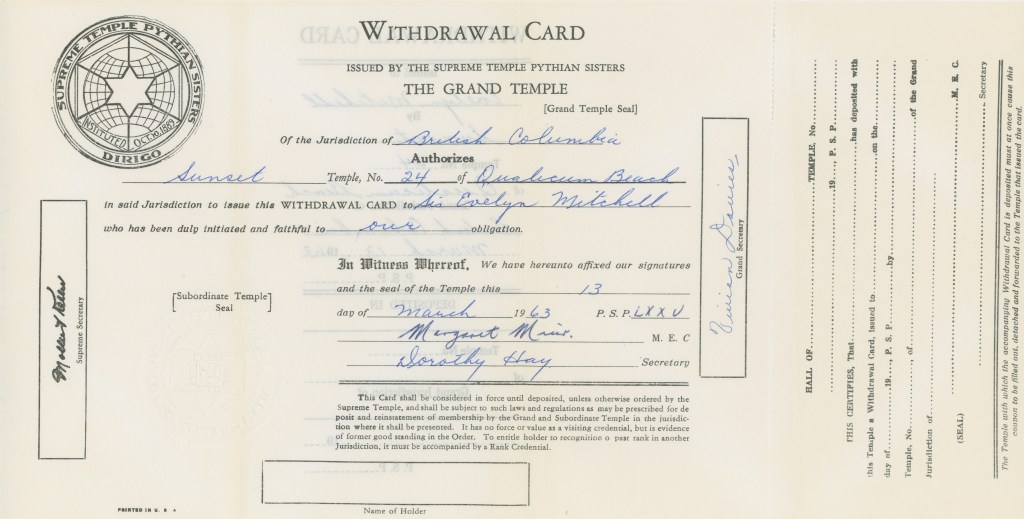 SUPREME TEMPLE PYTHIAN SISTERS
INSTITUTED OCT. 30, 1889
DIRIGO
WITHDRAWAL CARD
ISSUED BY THE SUPREME TEMPLE PYTHIAN SISTERS
THE GRAND TEMPLE
[Grand Temple Seal]
Of the Jurisdiction of British Columbia
Authorizes
Sunset Temple, No. 24 of Qualicum Beach
in said Jurisdiction to issue this WITHDRAWAL CARD to Sis Evelyn Mitchell
who has been duly initiated and faithful to our obligation.
In Witness Whereof, We have hereunto affixed our signatures
and the seal of the Temple this 13
day of March 1963 P. S. P. LXXV
Margaret M. E. C
Dorothy Hay Secretary
[Subordinate Temple]
Seal
Supreme Secretary
Vivian Davies
Grand Secretary
This Card shall be considered in force until deposited, unless otherwise ordered by the
Supreme Temple, and shall be subject to such laws and regulations as may be prescribed for de
posit and reinstatement of membership by the Grand and Subordinate Temple in the jurisdic-
tion where it shall be presented. It has no force or value as a visiting credential, but is evidence
of former good standing in the Order. To entitle holder to recognition o past rank in another
Jurisdiction, it must be accompanied by a Rank Credential.
Name of Holder
PRINTED IN U. S
HALL OF TEMPLE, No.
19 P. S. P.
THIS CERTIFIES, That has deposited with
this Temple a Withdrawal Card, issued to on the
day of 19 , P. S. P. by
Temple, No. of of the Grand
Jurisdiction of
(SEAL) M. E. C.
Secretary
The Temple with which the accompanying Withdrawal Card is deposited must at once cause this
coupon to be filled out, detached and forwarded to the Temple that issued the card.